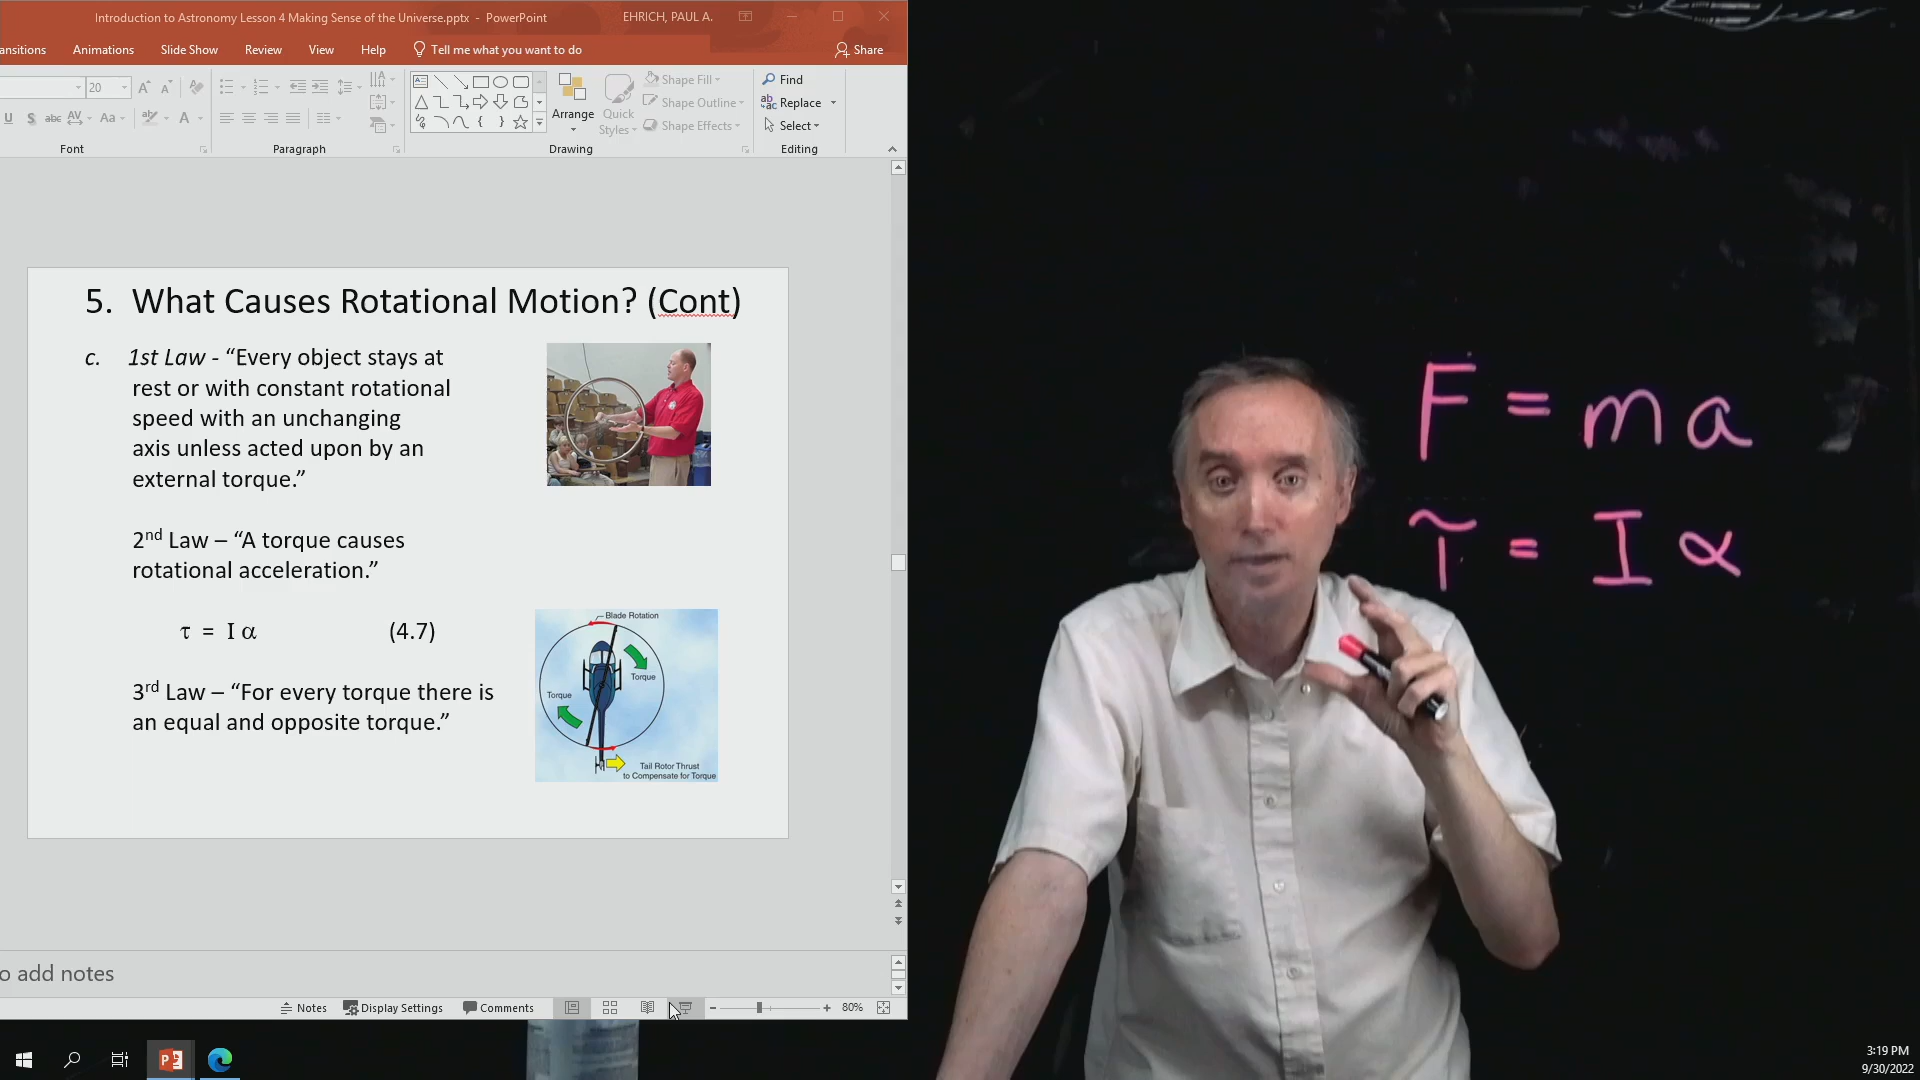 Introduction to Astronomy Lesson 4 Making Sense of the Universe.pptx - PowerPoint
EHRICH, PAUL A.
ansitions Animations Slide Show Review View Help Tell me what you want to do Share
20
Aa
A
Arrange
Quick Styles
Shape Fill
Shape Outline
Shape Effects
Find
Replace
Select
Font Paragraph Drawing Editing
5. What Causes Rotational Motion? (Cont)
c. 1st Law - “Every object stays at
rest or with constant rotational
speed with an unchanging
axis unless acted upon by an
external torque.”
2nd Law – “A torque causes
rotational acceleration.”
τ = I α (4.7)
3rd Law – “For every torque there is
an equal and opposite torque.”
Blade Rotation
Torque
Torque
Tail Rotor Thrust
to Compensate for Torque
o add notes
Notes Display Settings Comments 80%
F = m a
τ = I α
3:19 PM
9/30/2022